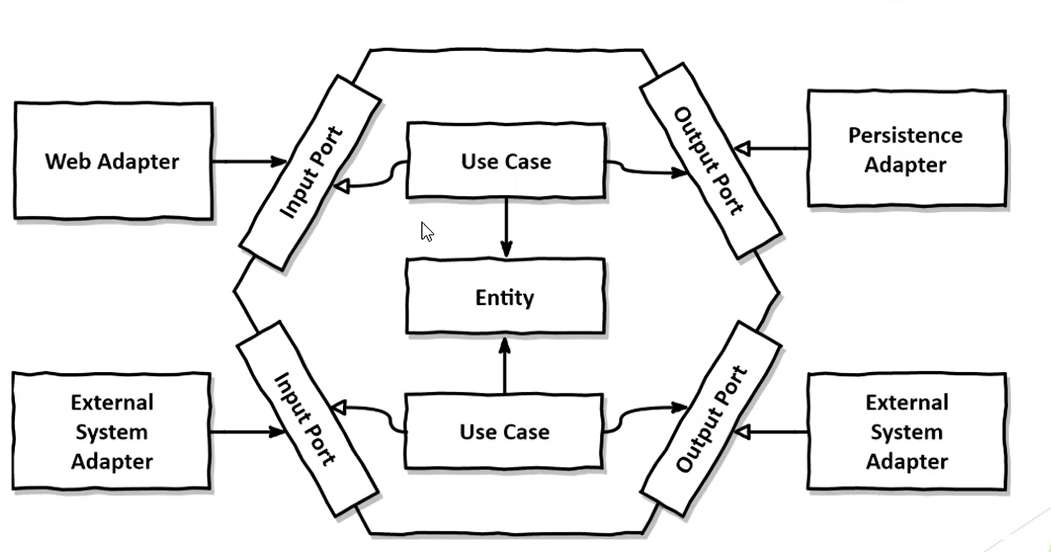 Web Adapter
Input Port
Use Case
Output Port
Persistence
Adapter
Entity
External
System
Adapter
Input Port
Use Case
Output Port
External
System
Adapter